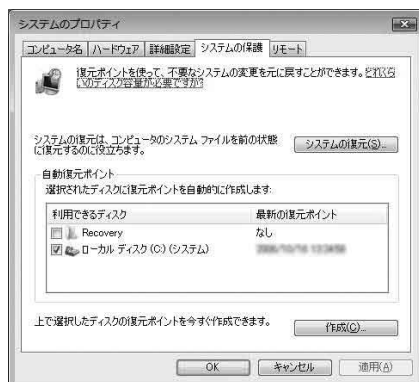 システムのプロパティ
コンピュータ名 ハードウェア 詳細設定 システムの保護 リモート
復元ポイントを使って、不要なシステムの変更を元に戻すことができます。どれくら
いのディスク容量が必要ですか?
システムの復元は、コンピュータのシステム ファイルを前の状態
に復元するのに役立ちます。
システムの復元(S)...
自動復元ポイント
選択されたディスクに復元ポイントを自動的に作成します:
利用できるディスク 最新の復元ポイント
Recovery なし
ローカル ディスク (C:) (システム)
上で選択したディスクの復元ポイントを今すぐ作成できます。
作成(C)...
OK キャンセル 適用(A)